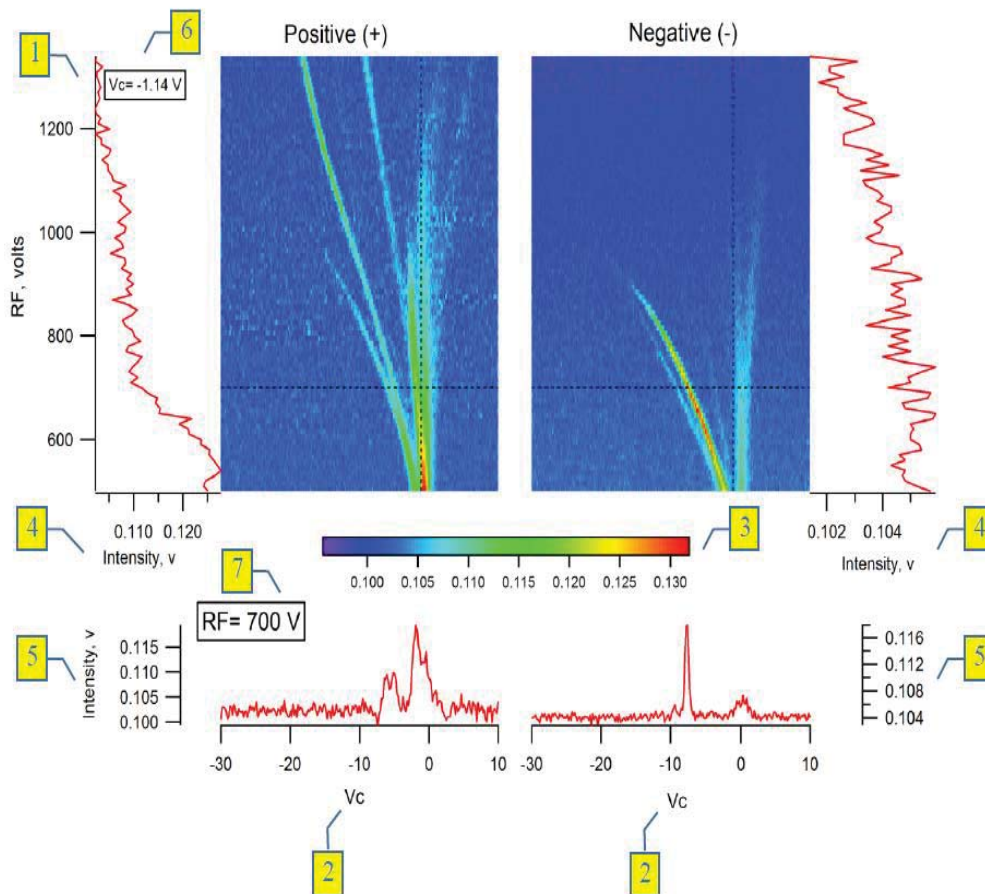 Positive (+)
Negative (-)
1
6
Vc= -1.14 V
RF, volts
1200
1000
800
600
0.110 0.120
Intensity, v
4
0.102 0.104
Intensity, v
4
3
0.100 0.105 0.110 0.115 0.120 0.125 0.130
7
RF= 700 V
5
Intensity, v
0.115
0.110
0.105
0.100
0.116
0.112
0.108
0.104
5
-30 -20 -10 0 10
-30 -20 -10 0 10
Vc
Vc
2
2